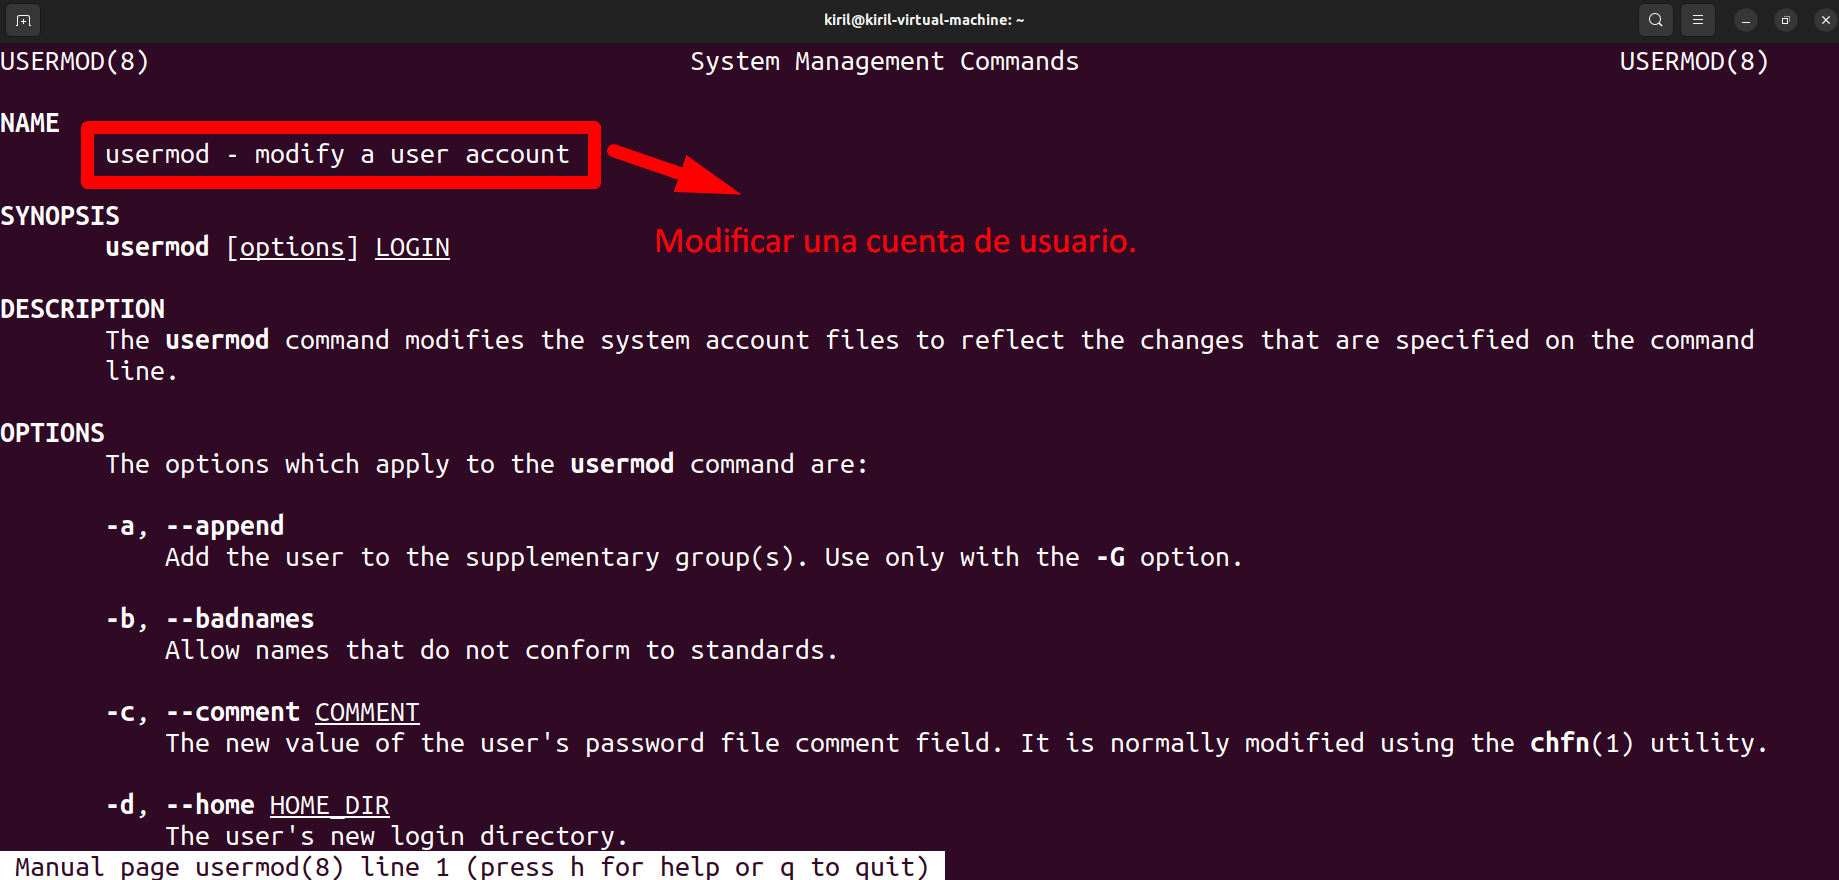 kiril@kiril-virtual-machine: ~
USERMOD(8) System Management Commands USERMOD(8)
NAME
usermod - modify a user account
SYNOPSIS
usermod [options] LOGIN
Modificar una cuenta de usuario.
DESCRIPTION
The usermod command modifies the system account files to reflect the changes that are specified on the command
line.
OPTIONS
The options which apply to the usermod command are:
-a, --append
Add the user to the supplementary group(s). Use only with the -G option.
-b, --badnames
Allow names that do not conform to standards.
-c, --comment COMMENT
The new value of the user's password file comment field. It is normally modified using the chfn(1) utility.
-d, --home HOME_DIR
The user's new login directory.
Manual page usermod(8) line 1 (press h for help or q to quit)